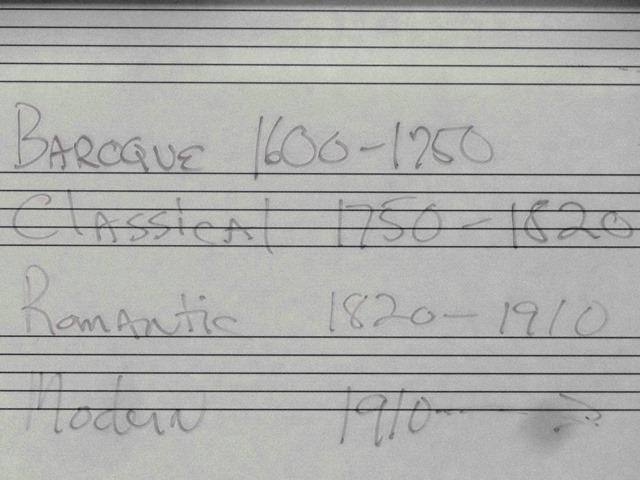 BAROQUE 1600-1750
Classical 1750-1820
Romantic 1820-1910
Modern 1910→?